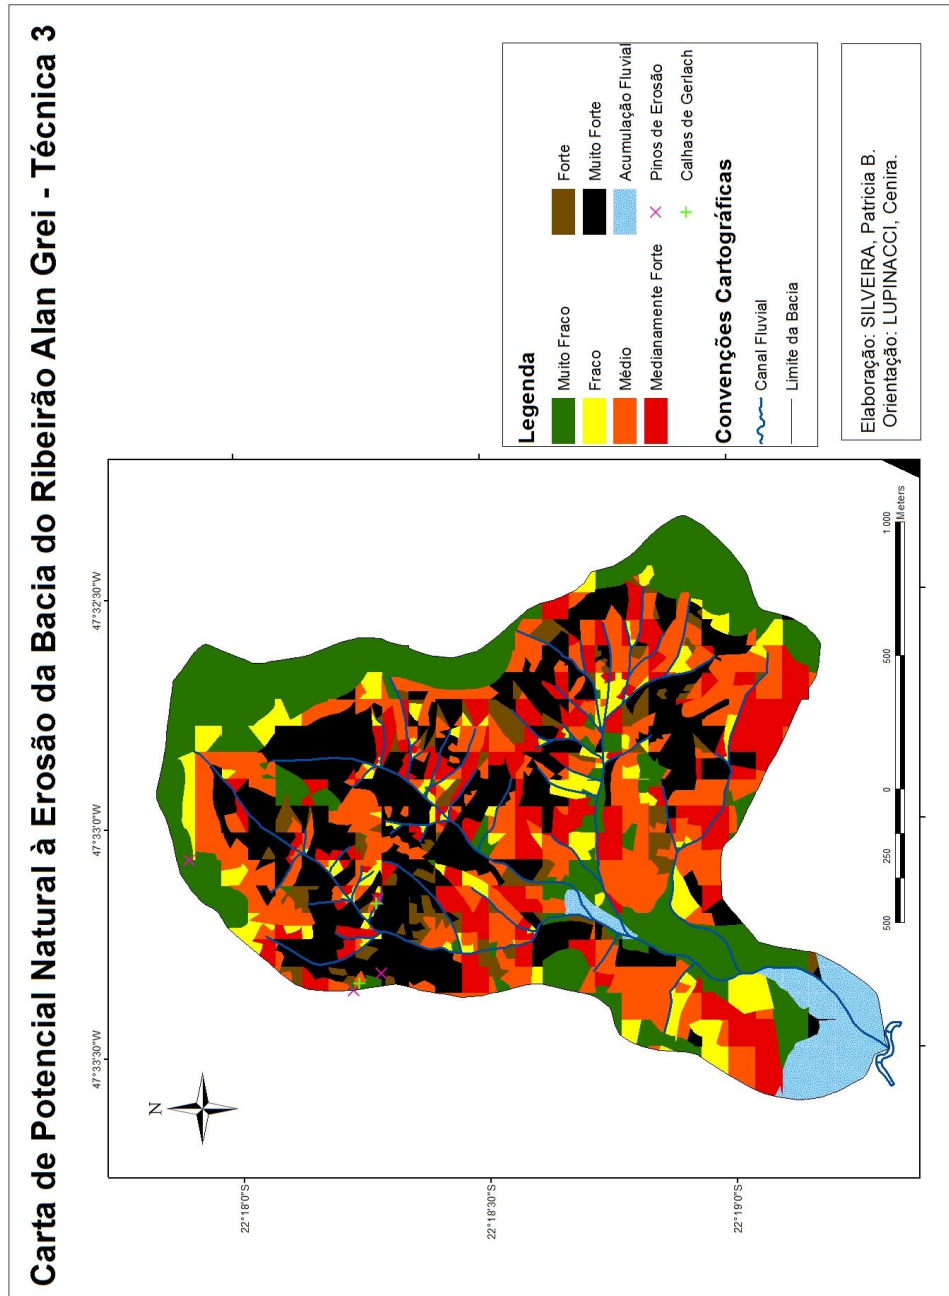 Carta de Potencial Natural à Erosão da Bacia do Ribeirão Alan Grei - Técnica 3
N
47°33'30"W
47°33'0"W
47°32'30"W
22°18'0"S
22°18'30"S
22°19'0"S
500
250
0
500
1.000
Meters
Legenda
Muito Fraco
Fraco
Médio
Medianamente Forte
Forte
Muito Forte
Acumulação Fluvial
Pinos de Erosão
Calhas de Gerlach
Convenções Cartográficas
Canal Fluvial
Limite da Bacia
Elaboração: SILVEIRA, Patricia B.
Orientação: LUPINACCI, Cenira.